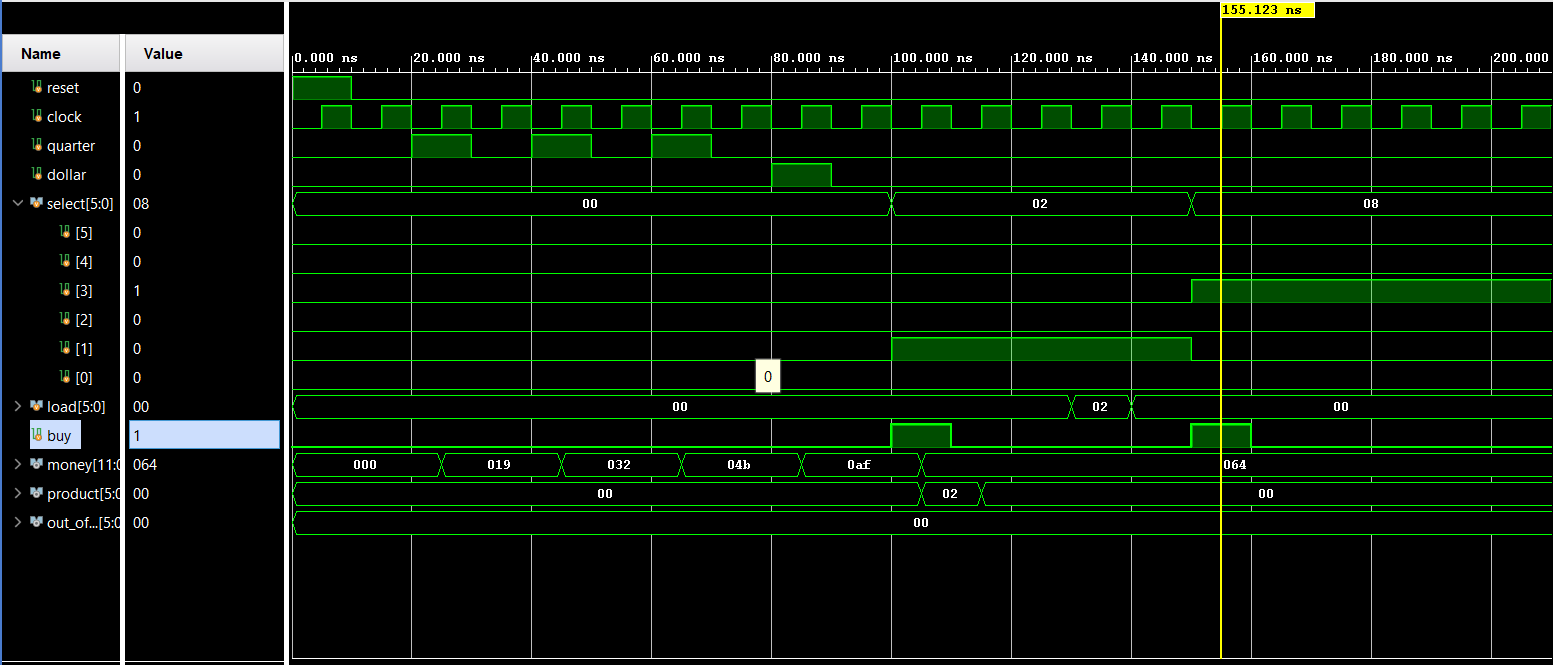 155.123 ns
Name Value
0.000 ns 20.000 ns 40.000 ns 60.000 ns 80.000 ns 100.000 ns 120.000 ns 140.000 ns 160.000 ns 180.000 ns 200.000
reset 0
clock 1
quarter 0
dollar 0
select[5:0] 08 00 02 08
[5] 0
[4] 0
[3] 1
[2] 0
[1] 0
[0] 0 0
load[5:0] 00 00 02 00
buy 1
money[11:0 064 000 019 032 04b 0af 064
product[5:0 00 00 02 00
out_of...[5:0 00 00